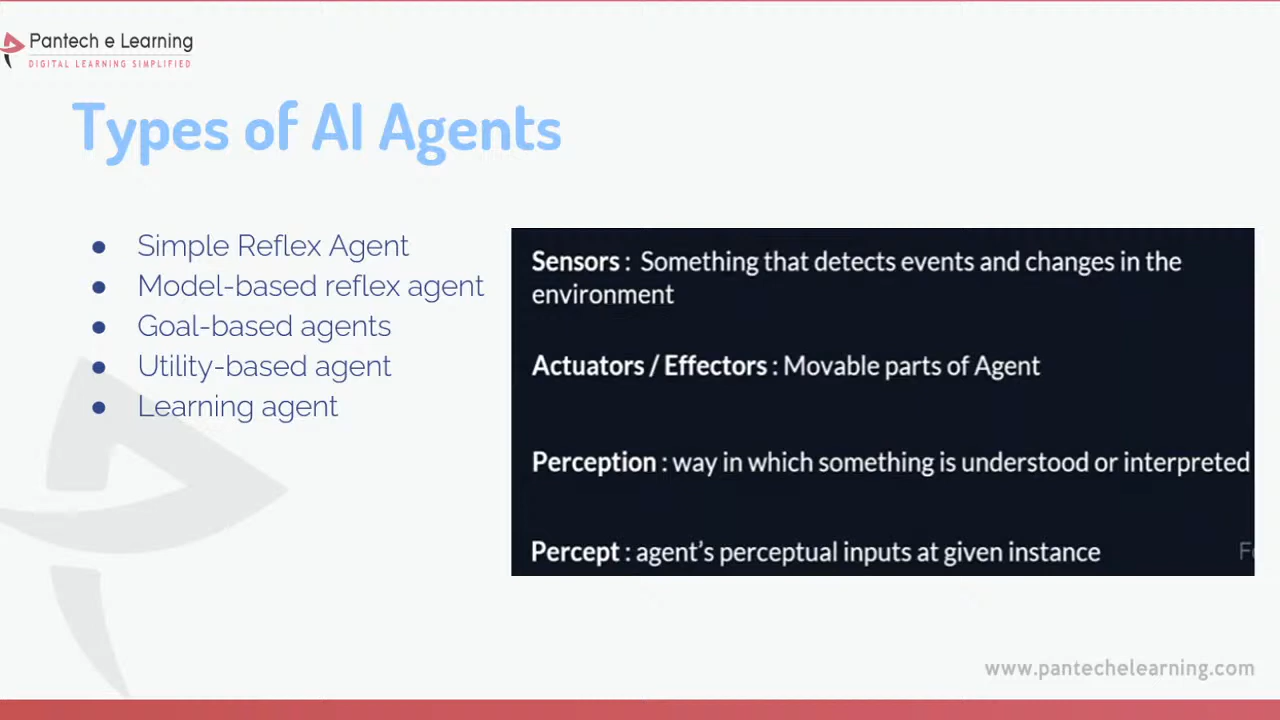 Pantech e Learning
DIGITAL LEARNING SIMPLIFIED
Types of AI Agents
● Simple Reflex Agent
● Model-based reflex agent
● Goal-based agents
● Utility-based agent
● Learning agent
Sensors : Something that detects events and changes in the
environment
Actuators / Effectors : Movable parts of Agent
Perception : way in which something is understood or interpreted
Percept : agent's perceptual inputs at given instance
www.pantechelearning.com